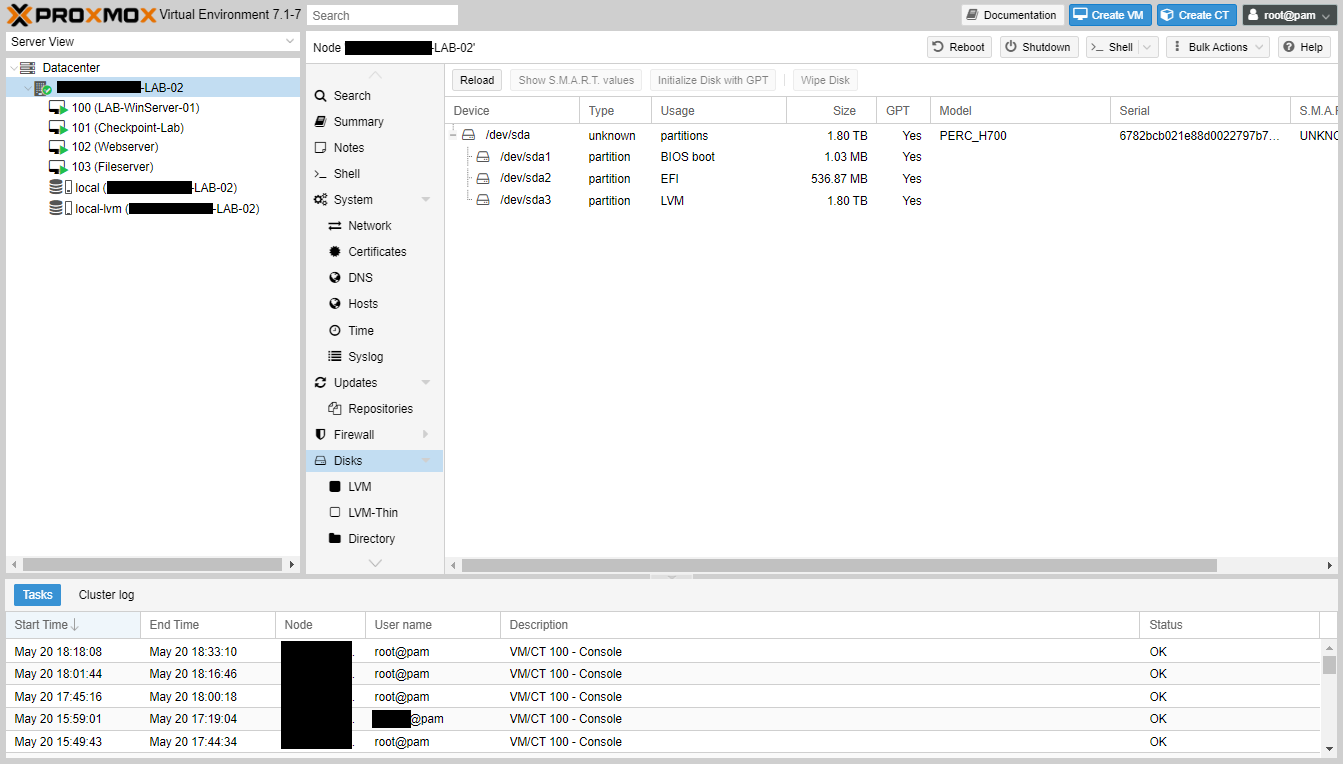 PROXMOX Virtual Environment 7.1-7 Search Documentation Create VM Create CT root@pam
Server View
Datacenter
-LAB-02
100 (LAB-WinServer-01)
101 (Checkpoint-Lab)
102 (Webserver)
103 (Fileserver)
local ( -LAB-02)
local-lvm ( -LAB-02)
Node -LAB-02' Reboot Shutdown Shell Bulk Actions Help
Search
Summary
Notes
Shell
System
Network
Certificates
DNS
Hosts
Time
Syslog
Updates
Repositories
Firewall
Disks
LVM
LVM-Thin
Directory
Reload Show S.M.A.R.T. values Initialize Disk with GPT Wipe Disk
Device Type Usage Size GPT Model Serial S.M.A.R
/dev/sda unknown partitions 1.80 TB Yes PERC_H700 6782bcb021e88d0022797b7... UNKNO
/dev/sda1 partition BIOS boot 1.03 MB Yes
/dev/sda2 partition EFI 536.87 MB Yes
/dev/sda3 partition LVM 1.80 TB Yes
Tasks Cluster log
Start Time End Time Node User name Description Status
May 20 18:18:08 May 20 18:33:10 root@pam VM/CT 100 - Console OK
May 20 18:01:44 May 20 18:16:46 root@pam VM/CT 100 - Console OK
May 20 17:45:16 May 20 18:00:18 root@pam VM/CT 100 - Console OK
May 20 15:59:01 May 20 17:19:04 @pam VM/CT 100 - Console OK
May 20 15:49:43 May 20 17:44:34 root@pam VM/CT 100 - Console OK